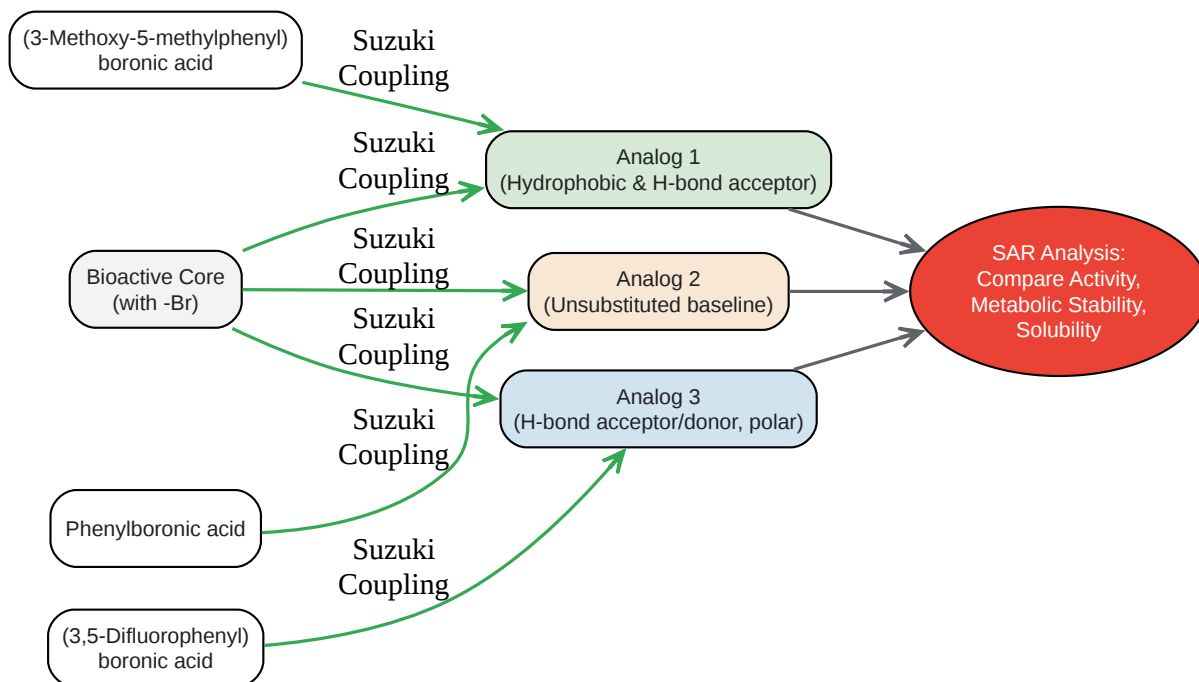 (3-Methoxy-5-methylphenyl)
boronic acid
Suzuki
Coupling
Suzuki
Coupling
Analog 1
(Hydrophobic & H-bond acceptor)
Bioactive Core
(with -Br)
Suzuki
Coupling
Analog 2
(Unsubstituted baseline)
SAR Analysis:
Compare Activity,
Metabolic Stability,
Solubility
Suzuki
Coupling
Analog 3
(H-bond acceptor/donor, polar)
Suzuki
Coupling
Phenylboronic acid
Suzuki
Coupling
(3,5-Difluorophenyl)
boronic acid